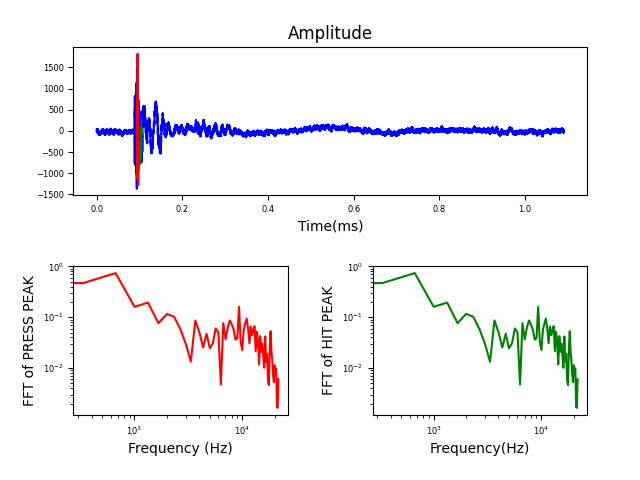 Amplitude
1500
1000
500
0
−500
−1000
−1500
0.0 0.2 0.4 0.6 0.8 1.0
Time(ms)
FFT of PRESS PEAK
10⁰
10⁻¹
10⁻²
10³ 10⁴
Frequency (Hz)
FFT of HIT PEAK
10⁰
10⁻¹
10⁻²
10³ 10⁴
Frequency(Hz)